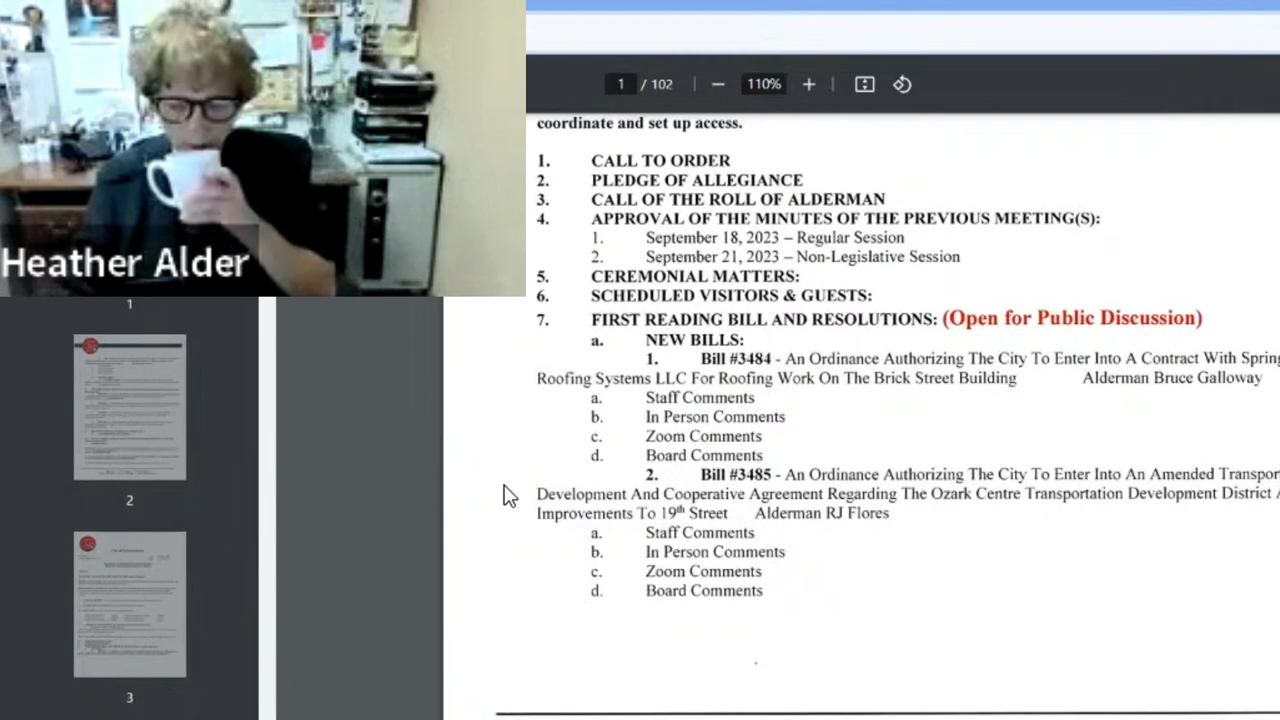 Heather Alder
1 / 102
110%
coordinate and set up access.
1. CALL TO ORDER
2. PLEDGE OF ALLEGIANCE
3. CALL OF THE ROLL OF ALDERMAN
4. APPROVAL OF THE MINUTES OF THE PREVIOUS MEETING(S):
1. September 18, 2023 – Regular Session
2. September 21, 2023 – Non-Legislative Session
5. CEREMONIAL MATTERS:
6. SCHEDULED VISITORS & GUESTS:
7. FIRST READING BILL AND RESOLUTIONS: (Open for Public Discussion)
a. NEW BILLS:
1. Bill #3484 - An Ordinance Authorizing The City To Enter Into A Contract With Spring
Roofing Systems LLC For Roofing Work On The Brick Street Building Alderman Bruce Galloway
a. Staff Comments
b. In Person Comments
c. Zoom Comments
d. Board Comments
2. Bill #3485 - An Ordinance Authorizing The City To Enter Into An Amended Transpor
Development And Cooperative Agreement Regarding The Ozark Centre Transportation Development District A
Improvements To 19th Street Alderman RJ Flores
a. Staff Comments
b. In Person Comments
c. Zoom Comments
d. Board Comments
1
2
3